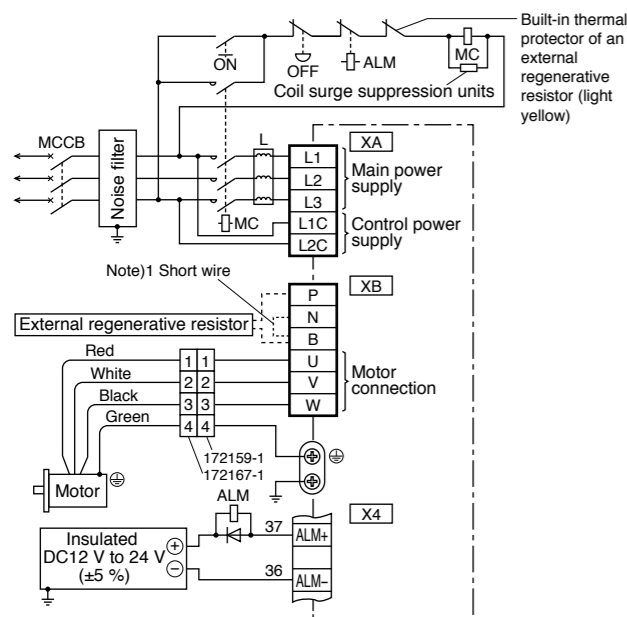 Built-in thermal
protector of an
external
regenerative
resistor (light
yellow)
ON
OFF
ALM
MC
Coil surge suppression units
MCCB
Noise filter
L
MC
XA
L1
L2
L3
L1C
L2C
Main power
supply
Control power
supply
Note)1 Short wire
XB
External regenerative resistor
P
N
B
U
V
W
Motor
connection
Red
White
Black
Green
1 1
2 2
3 3
4 4
172159-1
172167-1
Motor
ALM
X4
Insulated
DC12 V to 24 V
(±5 %)
+
−
37
ALM+
36
ALM−